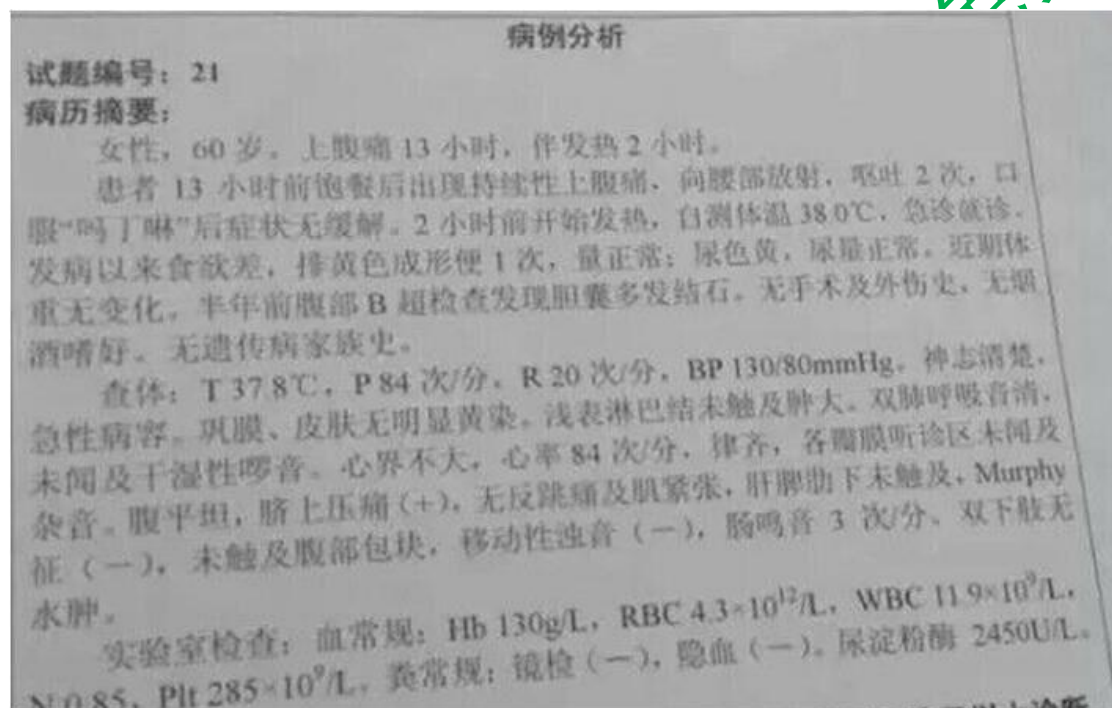 病例分析
试题编号：21
病历摘要：
女性，60 岁。上腹痛 13 小时，伴发热 2 小时。
患者 13 小时前饱餐后出现持续性上腹痛，向腰部放射，呕吐 2 次，口
服“吗丁啉”后症状无缓解。2 小时前开始发热，自测体温 38.0℃，急诊就诊。
发病以来食欲差，排黄色成形便 1 次，量正常；尿色黄，尿量正常。近期体
重无变化。半年前腹部 B 超检查发现胆囊多发结石。无手术及外伤史，无烟
酒嗜好。无遗传病家族史。
查体：T 37.8℃，P 84 次/分，R 20 次/分，BP 130/80mmHg。神志清楚，
急性病容。巩膜、皮肤无明显黄染。浅表淋巴结未触及肿大。双肺呼吸音清，
未闻及干湿性啰音。心界不大，心率 84 次/分，律齐，各瓣膜听诊区未闻及
杂音。腹平坦，脐上压痛（+），无反跳痛及肌紧张，肝脾肋下未触及，Murphy
征（－），未触及腹部包块，移动性浊音（－），肠鸣音 3 次/分。双下肢无
水肿。
实验室检查：血常规：Hb 130g/L，RBC 4.3×10¹²/L，WBC 11.9×10⁹/L，
N 0.85，Plt 285×10⁹/L。粪常规：镜检（－），隐血（－）。尿淀粉酶 2450U/L。